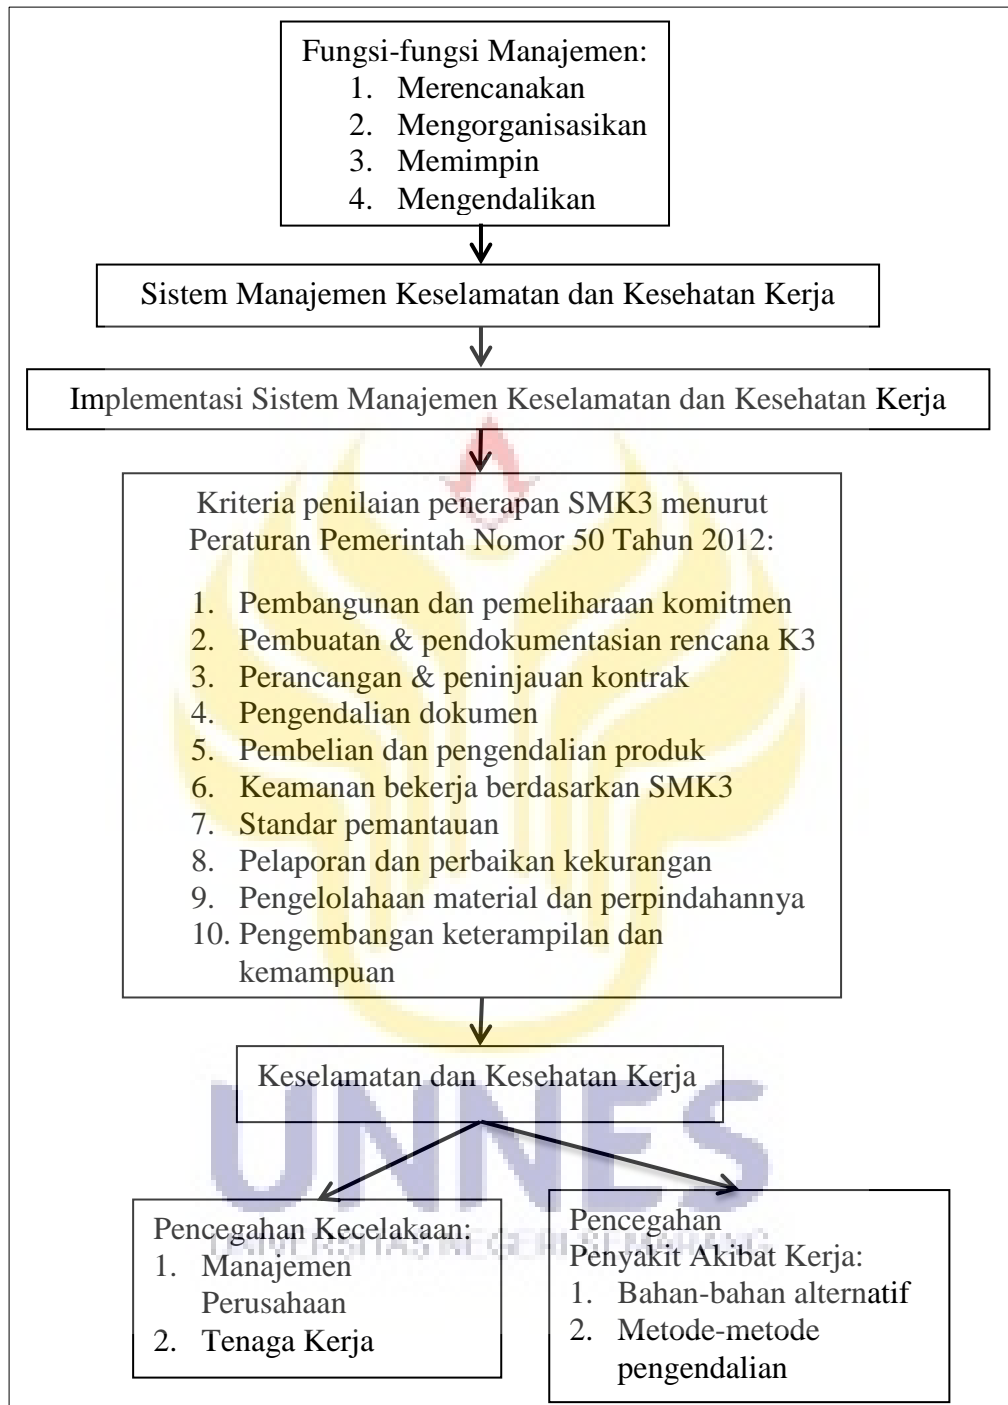 Fungsi-fungsi Manajemen:
1. Merencanakan
2. Mengorganisasikan
3. Memimpin
4. Mengendalikan
Sistem Manajemen Keselamatan dan Kesehatan Kerja
Implementasi Sistem Manajemen Keselamatan dan Kesehatan Kerja
Kriteria penilaian penerapan SMK3 menurut
Peraturan Pemerintah Nomor 50 Tahun 2012:
1. Pembangunan dan pemeliharaan komitmen
2. Pembuatan & pendokumentasian rencana K3
3. Perancangan & peninjauan kontrak
4. Pengendalian dokumen
5. Pembelian dan pengendalian produk
6. Keamanan bekerja berdasarkan SMK3
7. Standar pemantauan
8. Pelaporan dan perbaikan kekurangan
9. Pengelolahaan material dan perpindahannya
10. Pengembangan keterampilan dan
kemampuan
Keselamatan dan Kesehatan Kerja
UNNES
UNIVERSITAS NEGERI SEMARANG
Pencegahan Kecelakaan:
1. Manajemen
Perusahaan
2. Tenaga Kerja
Pencegahan
Penyakit Akibat Kerja:
1. Bahan-bahan alternatif
2. Metode-metode
pengendalian